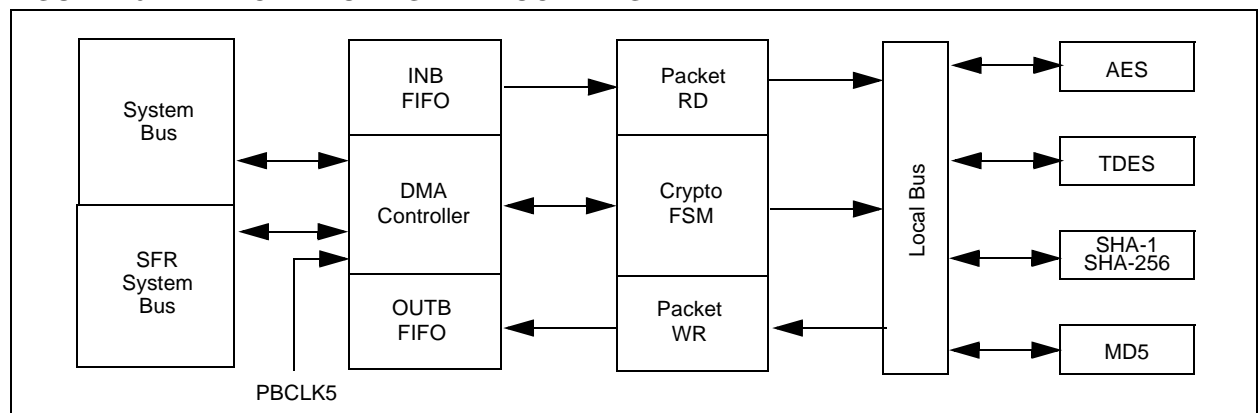 System
Bus
SFR
System
Bus
INB
FIFO
DMA
Controller
OUTB
FIFO
PBCLK5
Packet
RD
Crypto
FSM
Packet
WR
Local Bus
AES
TDES
SHA-1
SHA-256
MD5